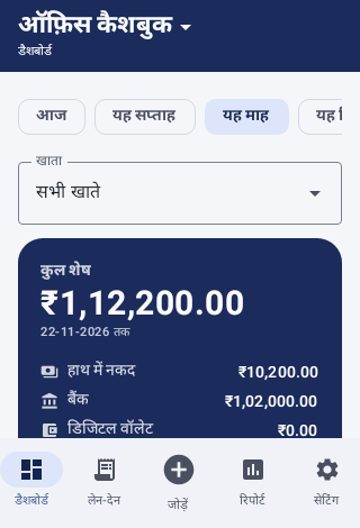 ऑफ़िस कैशबुक
डैशबोर्ड
आज
यह सप्ताह
यह माह
यह
खाता
सभी खाते
कुल शेष
₹1,12,200.00
22-11-2026 तक
हाथ में नकद ₹10,200.00
बैंक ₹1,02,000.00
डिजिटल वॉलेट ₹0.00
डैशबोर्ड
लेन-देन
जोड़ें
रिपोर्ट
सेटिंग